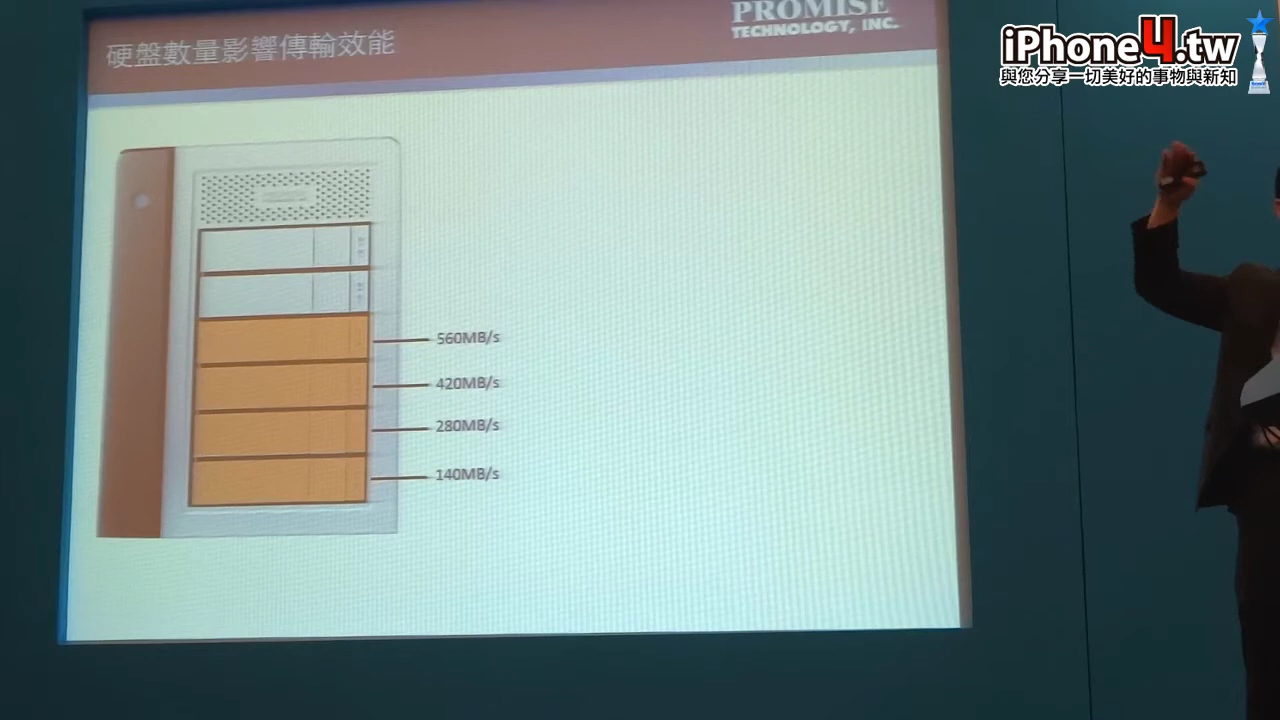 硬盤數量影響傳輸效能
PROMISE
TECHNOLOGY, INC.
iPhone4.tw
與您分享一切美好的事物與新知
560MB/s
420MB/s
280MB/s
140MB/s